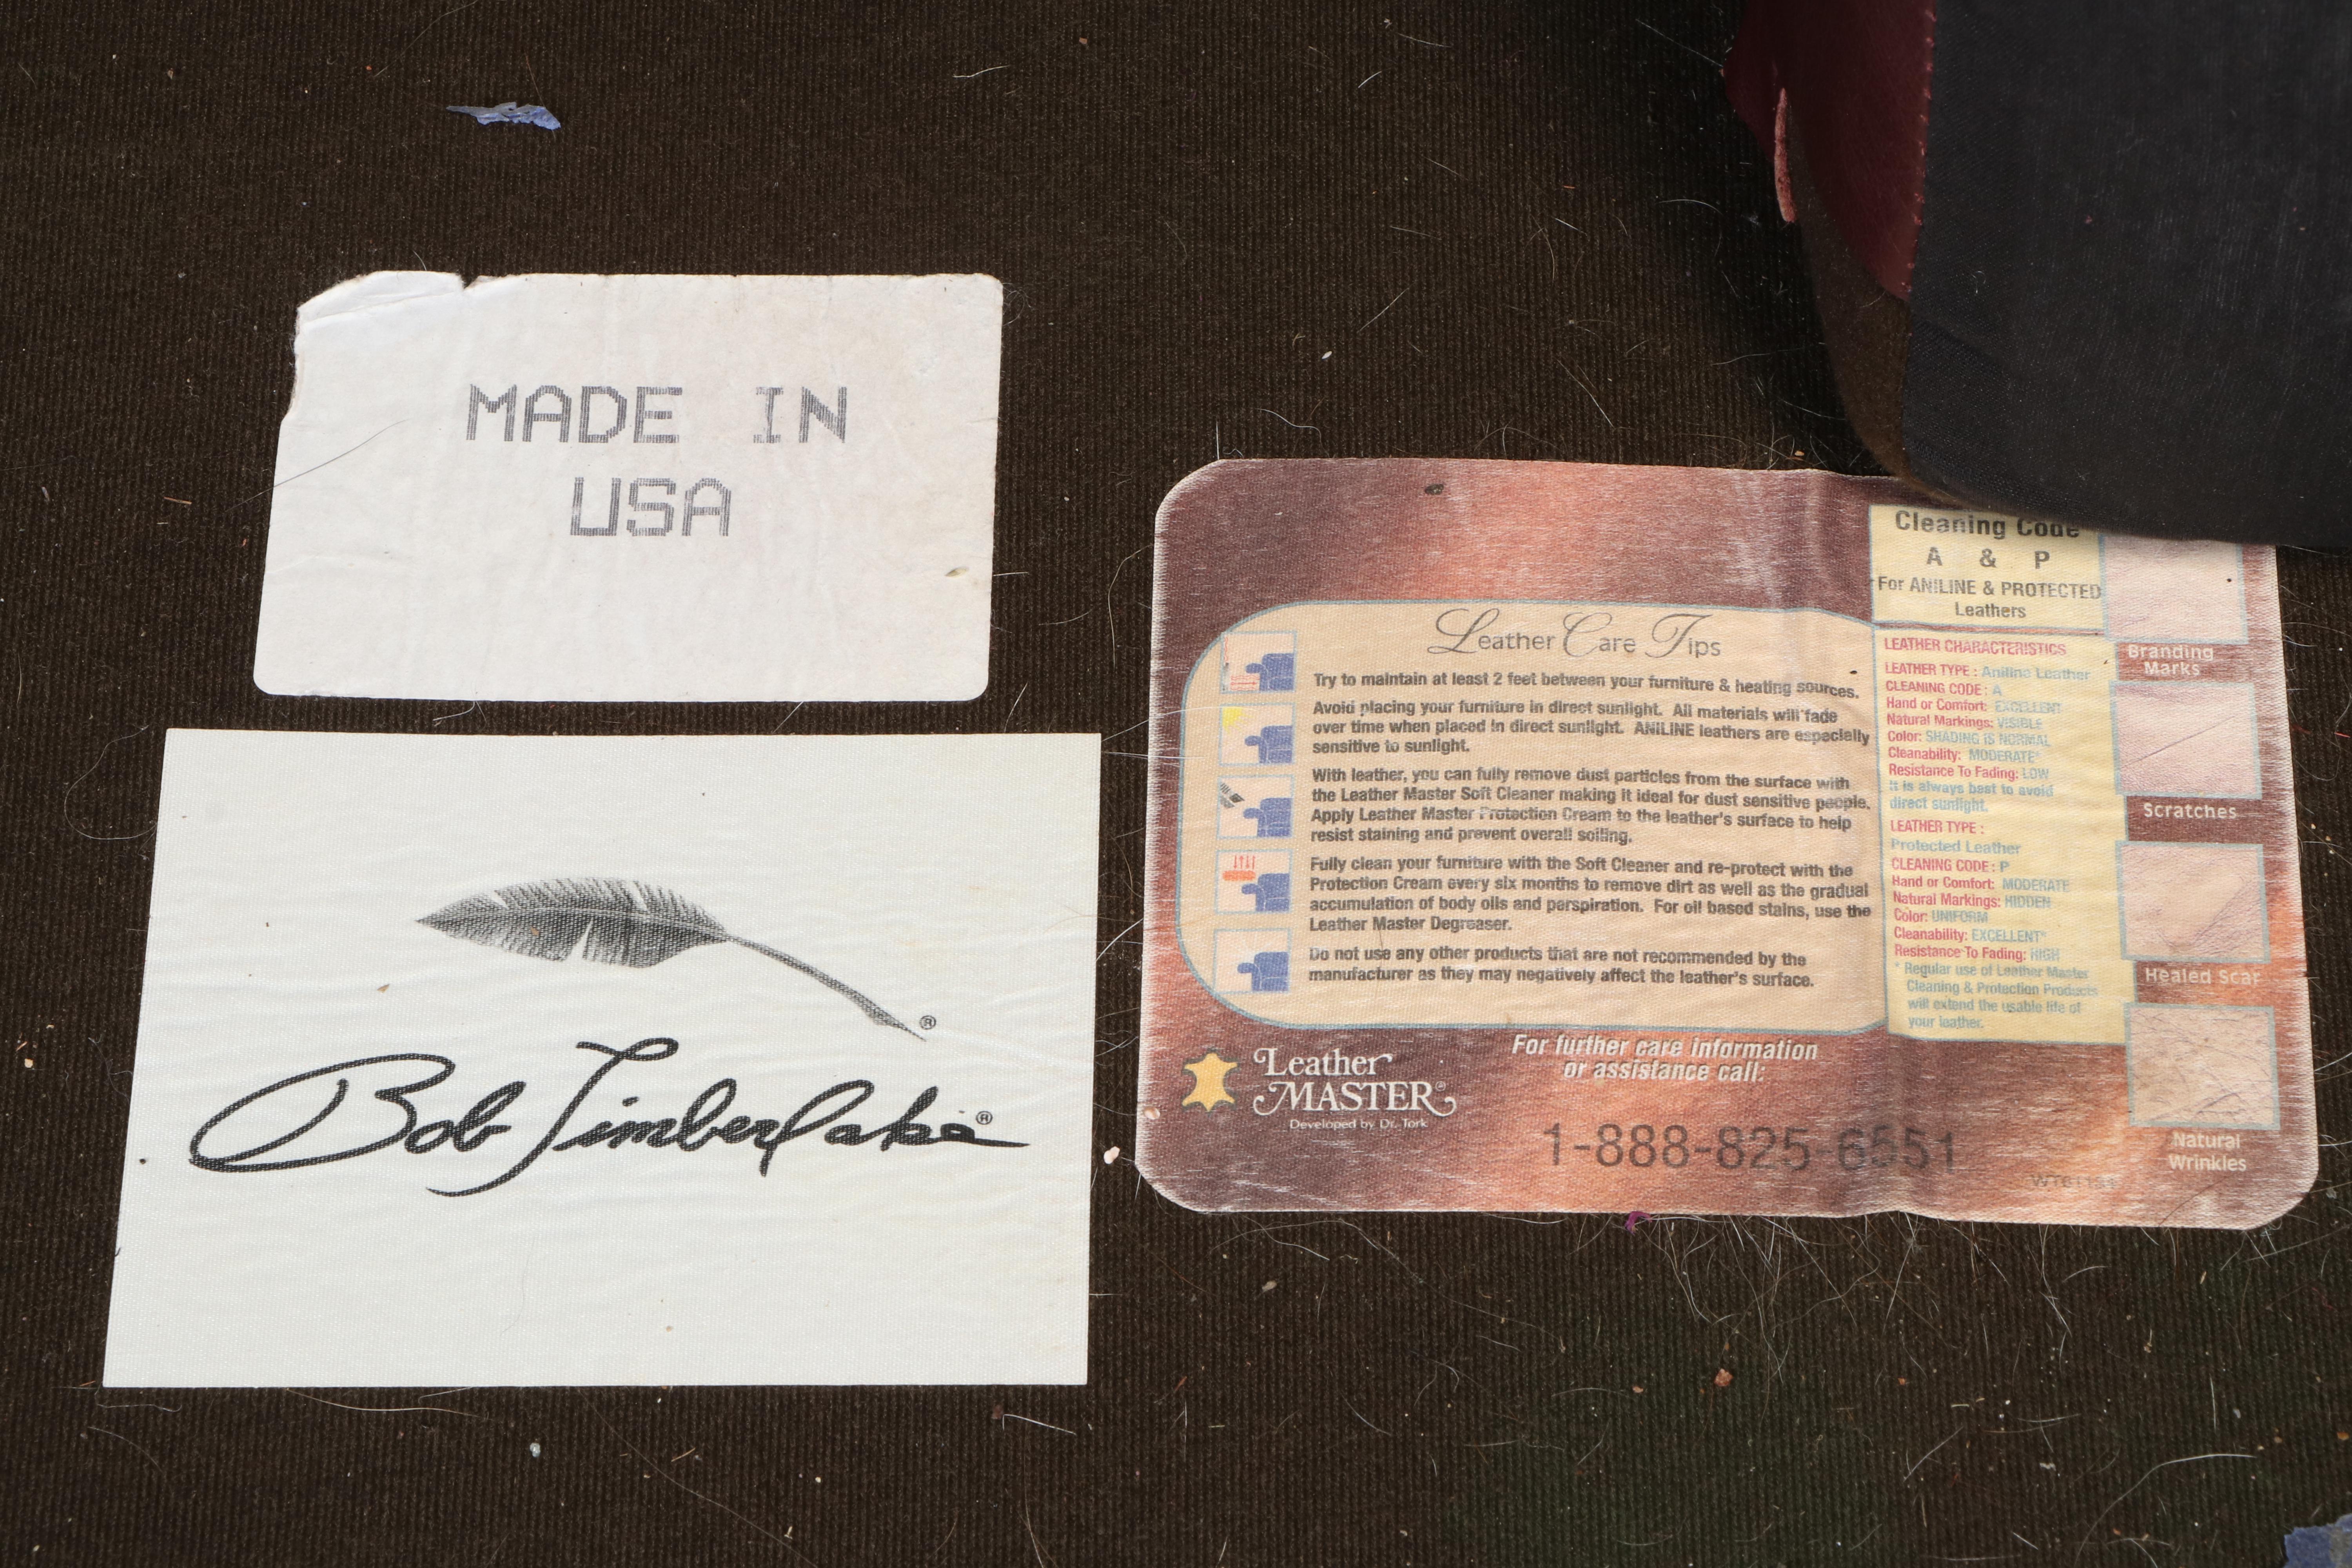 MADE IN
USA
®
Bob Timberlake®
Leather Care Tips
Try to maintain at least 2 feet between your furniture & heating sources.
Avoid placing your furniture in direct sunlight. All materials will fade
over time when placed in direct sunlight. ANILINE leathers are especially
sensitive to sunlight.
With leather, you can fully remove dust particles from the surface with
the Leather Master Soft Cleaner making it ideal for dust sensitive people.
Apply Leather Master Protection Cream to the leather's surface to help
resist staining and prevent overall soiling.
Fully clean your furniture with the Soft Cleaner and re-protect with the
Protection Cream every six months to remove dirt as well as the gradual
accumulation of body oils and perspiration. For oil based stains, use the
Leather Master Degreaser.
Do not use any other products that are not recommended by the
manufacturer as they may negatively affect the leather's surface.
Leather
MASTER®
Developed by Dr. Tork
For further care information
or assistance call:
1-888-825-6551
Cleaning Code
A & P
For ANILINE & PROTECTED
Leathers
LEATHER CHARACTERISTICS
LEATHER TYPE : Aniline Leather
CLEANING CODE : A
Hand or Comfort: EXCELLENT
Natural Markings: VISIBLE
Color: SHADING IS NORMAL
Cleanability: MODERATE*
Resistance To Fading: LOW
It is always best to avoid
direct sunlight.
LEATHER TYPE :
Protected Leather
CLEANING CODE : P
Hand or Comfort: MODERATE
Natural Markings: HIDDEN
Color: UNIFORM
Cleanability: EXCELLENT*
Resistance To Fading: HIGH
* Regular use of Leather Master
Cleaning & Protection Products
will extend the usable life of
your leather.
Branding
Marks
Scratches
Healed Scar
Natural
Wrinkles